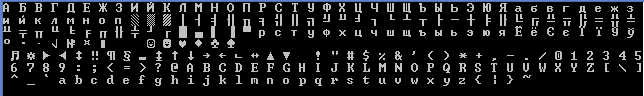 А Б В Г Д Е Ж З И Й К Л М Н О П Р С Т У Ф Х Ц Ч Ш Щ Ъ Ы Ь Э Ю Я а б в г д е ж з
и й к л м н о п ░ ▒ ▓ │ ┤ ╡ ╢ ╖ ╕ ╣ ║ ╗ ╝ ╜ ╛ ┐ └ ┴ ┬ ├ ─ ┼ ╞ ╟ ╚ ╔ ╩ ╦ ╠ ═ ╬ ╧
╨ ╤ ╥ ╙ ╘ ╒ ╓ ╫ ╪ ┘ ┌ █ ▄ ▌ ▐ ▀ р с т у ф х ц ч ш щ ъ ы ь э ю я Ё ё Є є Ї ї Ў ў
° ∙ · √ № ¤ ■ ☺ ☻ ♥ ♦ ♣ ♠
♫ ☼ ► ◄ ↕ ‼ ¶ § ▬ ↨ ↑ ↓ → ← ∟ ↔ ▲ ▼ ! " # $ % & ' ( ) * + , - . / 0 1 2 3 4 5
6 7 8 9 : ; < = > ? @ A B C D E F G H I J K L M N O P Q R S T U V W X Y Z [ \ ]
^ _ ` a b c d e f g h i j k l m n o p q r s t u v w x y z { | } ~